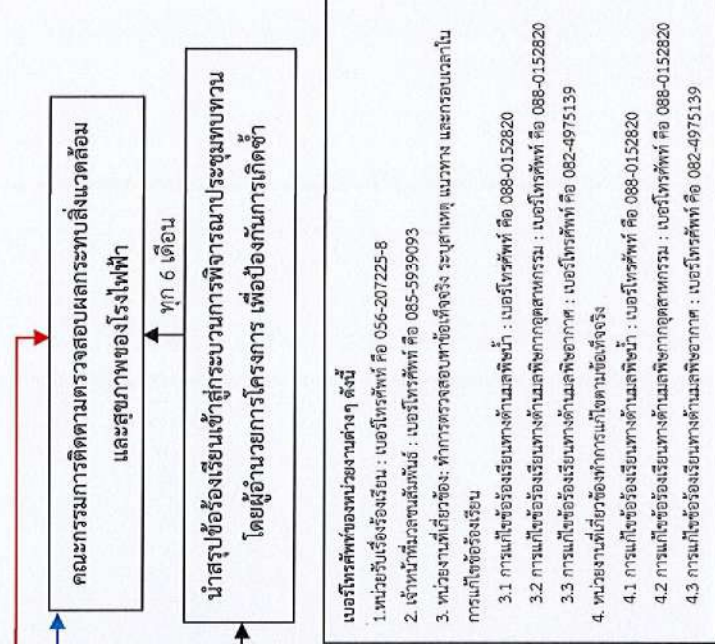 คณะกรรมการติดตามตรวจสอบผลกระทบสิ่งแวดล้อม
และสุขภาพของโรงไฟฟ้า
ทุก 6 เดือน
นำสรุปข้อร้องเรียนเข้าสู่กระบวนการพิจารณาประชุมทบทวน
โดยผู้อำนวยการโครงการ เพื่อป้องกันการเกิดซ้ำ
เบอร์โทรศัพท์ของหน่วยงานต่างๆ ดังนี้
1.หน่วยรับเรื่องร้องเรียน : เบอร์โทรศัพท์ คือ 056-207225-8
2. เจ้าหน้าที่มวลชนสัมพันธ์ : เบอร์โทรศัพท์ คือ 085-5939093
3. หน่วยงานที่เกี่ยวข้อง: ทำการตรวจสอบหาข้อเท็จจริง ระบุสาเหตุ แนวทาง และกรอบเวลาใน
การแก้ไขข้อร้องเรียน
3.1 การแก้ไขข้อร้องเรียนทางด้านมลพิษน้ำ : เบอร์โทรศัพท์ คือ 088-0152820
3.2 การแก้ไขข้อร้องเรียนทางด้านมลพิษกากอุตสาหกรรม : เบอร์โทรศัพท์ คือ 088-0152820
3.3 การแก้ไขข้อร้องเรียนทางด้านมลพิษอากาศ : เบอร์โทรศัพท์ คือ 082-4975139
4. หน่วยงานที่เกี่ยวข้องทำการแก้ไขตามข้อเท็จจริง
4.1 การแก้ไขข้อร้องเรียนทางด้านมลพิษน้ำ : เบอร์โทรศัพท์ คือ 088-0152820
4.2 การแก้ไขข้อร้องเรียนทางด้านมลพิษกากอุตสาหกรรม : เบอร์โทรศัพท์ คือ 088-0152820
4.3 การแก้ไขข้อร้องเรียนทางด้านมลพิษอากาศ : เบอร์โทรศัพท์ คือ 082-4975139